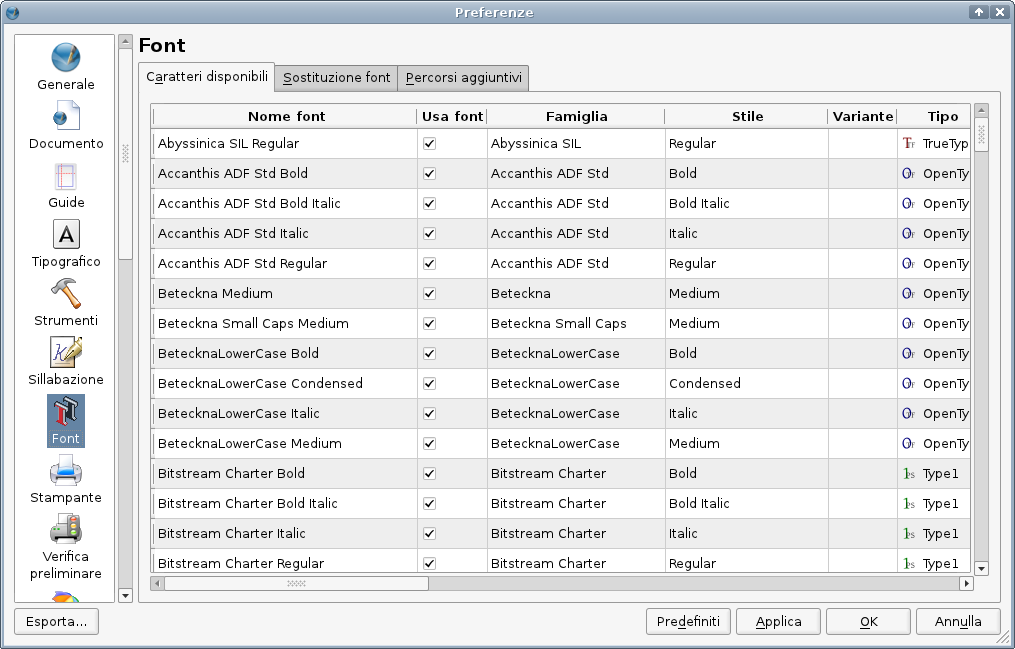 Preferenze
Generale
Documento
Guide
Tipografico
Strumenti
Sillabazione
Font
Stampante
Verifica
preliminare
Font
Caratteri disponibili Sostituzione font Percorsi aggiuntivi
Nome font Usa font Famiglia Stile Variante Tipo
Abyssinica SIL Regular Abyssinica SIL Regular TrueTyp
Accanthis ADF Std Bold Accanthis ADF Std Bold OpenTy
Accanthis ADF Std Bold Italic Accanthis ADF Std Bold Italic OpenTy
Accanthis ADF Std Italic Accanthis ADF Std Italic OpenTy
Accanthis ADF Std Regular Accanthis ADF Std Regular OpenTy
Beteckna Medium Beteckna Medium OpenTy
Beteckna Small Caps Medium Beteckna Small Caps Medium OpenTy
BetecknaLowerCase Bold BetecknaLowerCase Bold OpenTy
BetecknaLowerCase Condensed BetecknaLowerCase Condensed OpenTy
BetecknaLowerCase Italic BetecknaLowerCase Italic OpenTy
BetecknaLowerCase Medium BetecknaLowerCase Medium OpenTy
Bitstream Charter Bold Bitstream Charter Bold Type1
Bitstream Charter Bold Italic Bitstream Charter Bold Italic Type1
Bitstream Charter Italic Bitstream Charter Italic Type1
Bitstream Charter Regular Bitstream Charter Regular Type1
Esporta... Predefiniti Applica OK Annulla